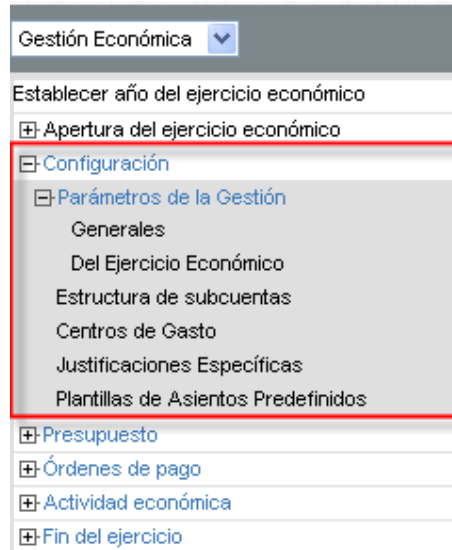 Gestión Económica
Establecer año del ejercicio económico
Apertura del ejercicio económico
Configuración
Parámetros de la Gestión
Generales
Del Ejercicio Económico
Estructura de subcuentas
Centros de Gasto
Justificaciones Específicas
Plantillas de Asientos Predefinidos
Presupuesto
Órdenes de pago
Actividad económica
Fin del ejercicio